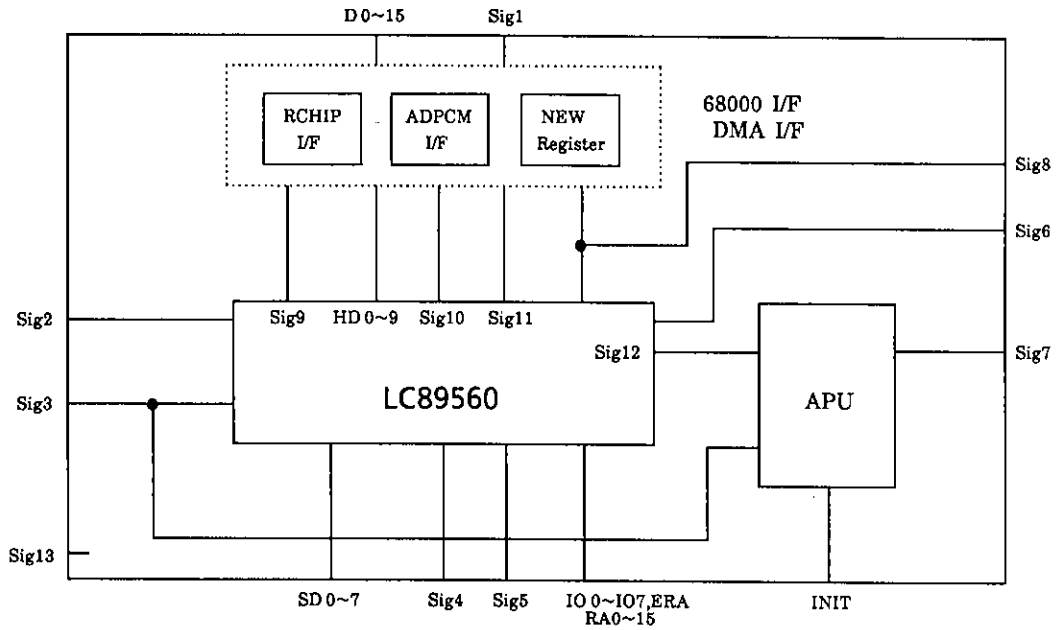 D 0~15
Sig1
RCHIP
I/F
ADPCM
I/F
NEW
Register
68000 I/F
DMA I/F
Sig8
Sig6
Sig2
Sig9
HD 0~9
Sig10
Sig11
Sig12
Sig7
Sig3
LC89560
APU
Sig13
SD 0~7
Sig4
Sig5
IO 0~IO7,ERA
RA0~15
INIT